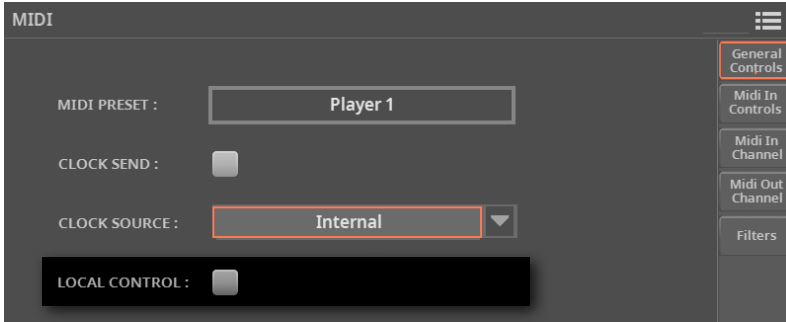 MIDI
General
Controls
MIDI PRESET :
Player 1
Midi In
Controls
CLOCK SEND :
Midi In
Channel
Midi Out
Channel
CLOCK SOURCE :
Internal
Filters
LOCAL CONTROL :